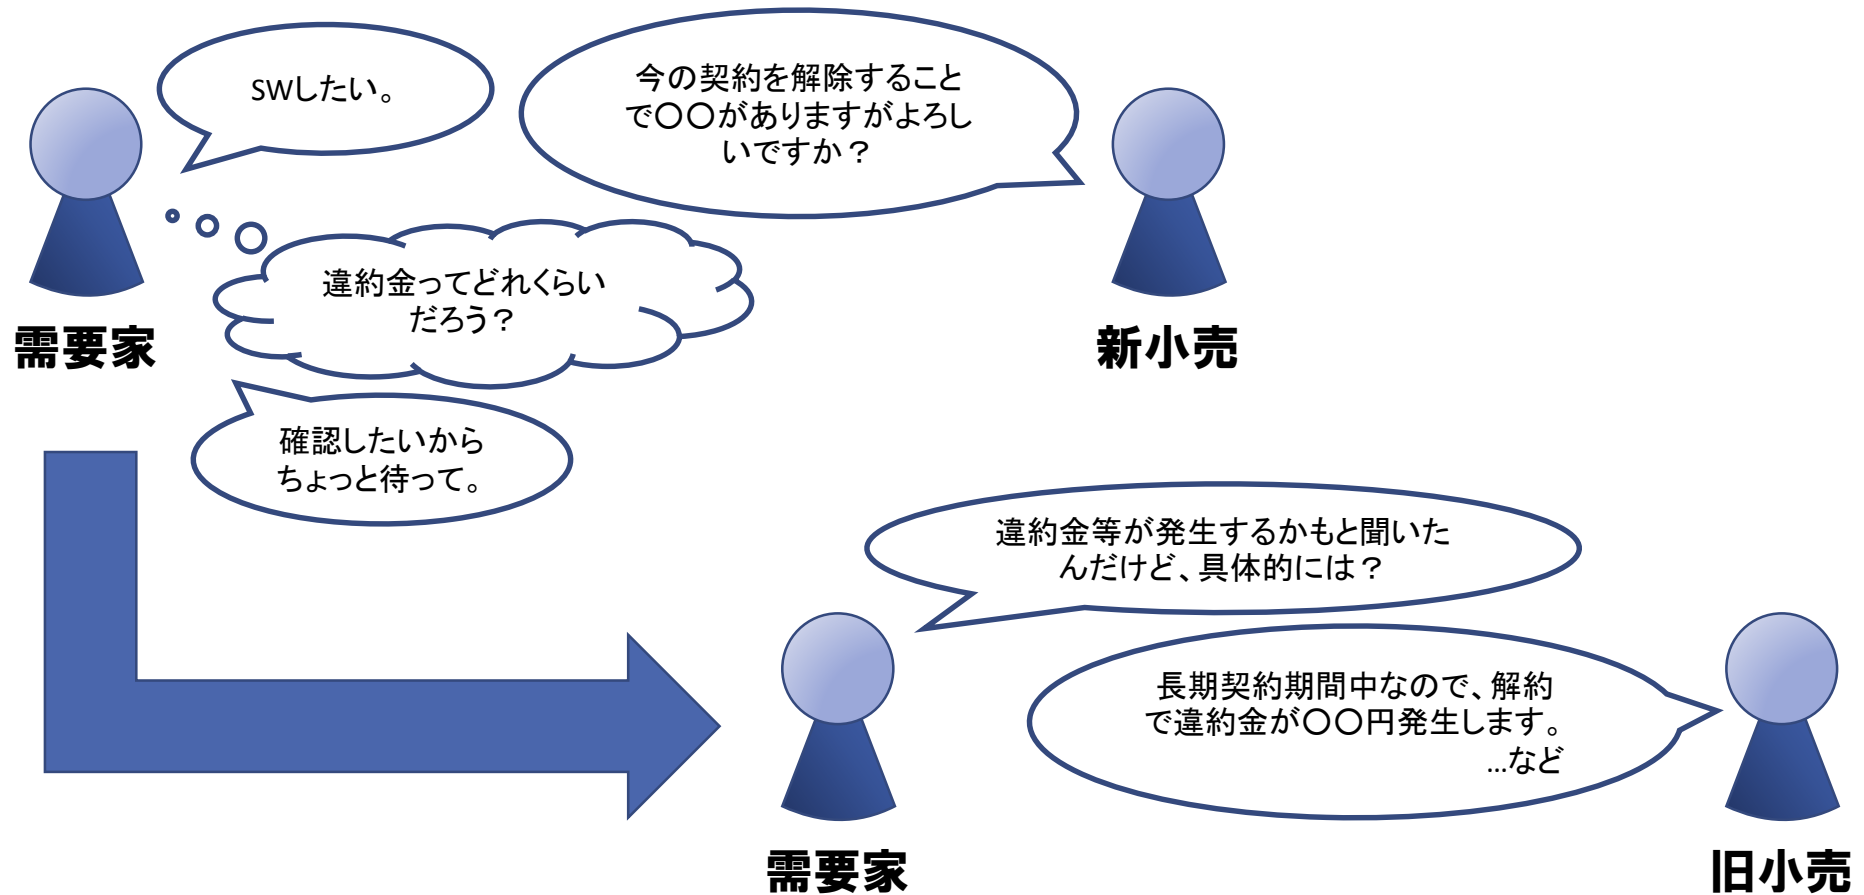 SWしたい。
今の契約を解除すること
で〇〇がありますがよろし
いですか？
違約金ってどれくらい
だろう？
需要家
新小売
確認したいから
ちょっと待って。
違約金等が発生するかもと聞いた
んだけど、具体的には？
長期契約期間中なので、解約
で違約金が〇〇円発生します。
…など
需要家
旧小売